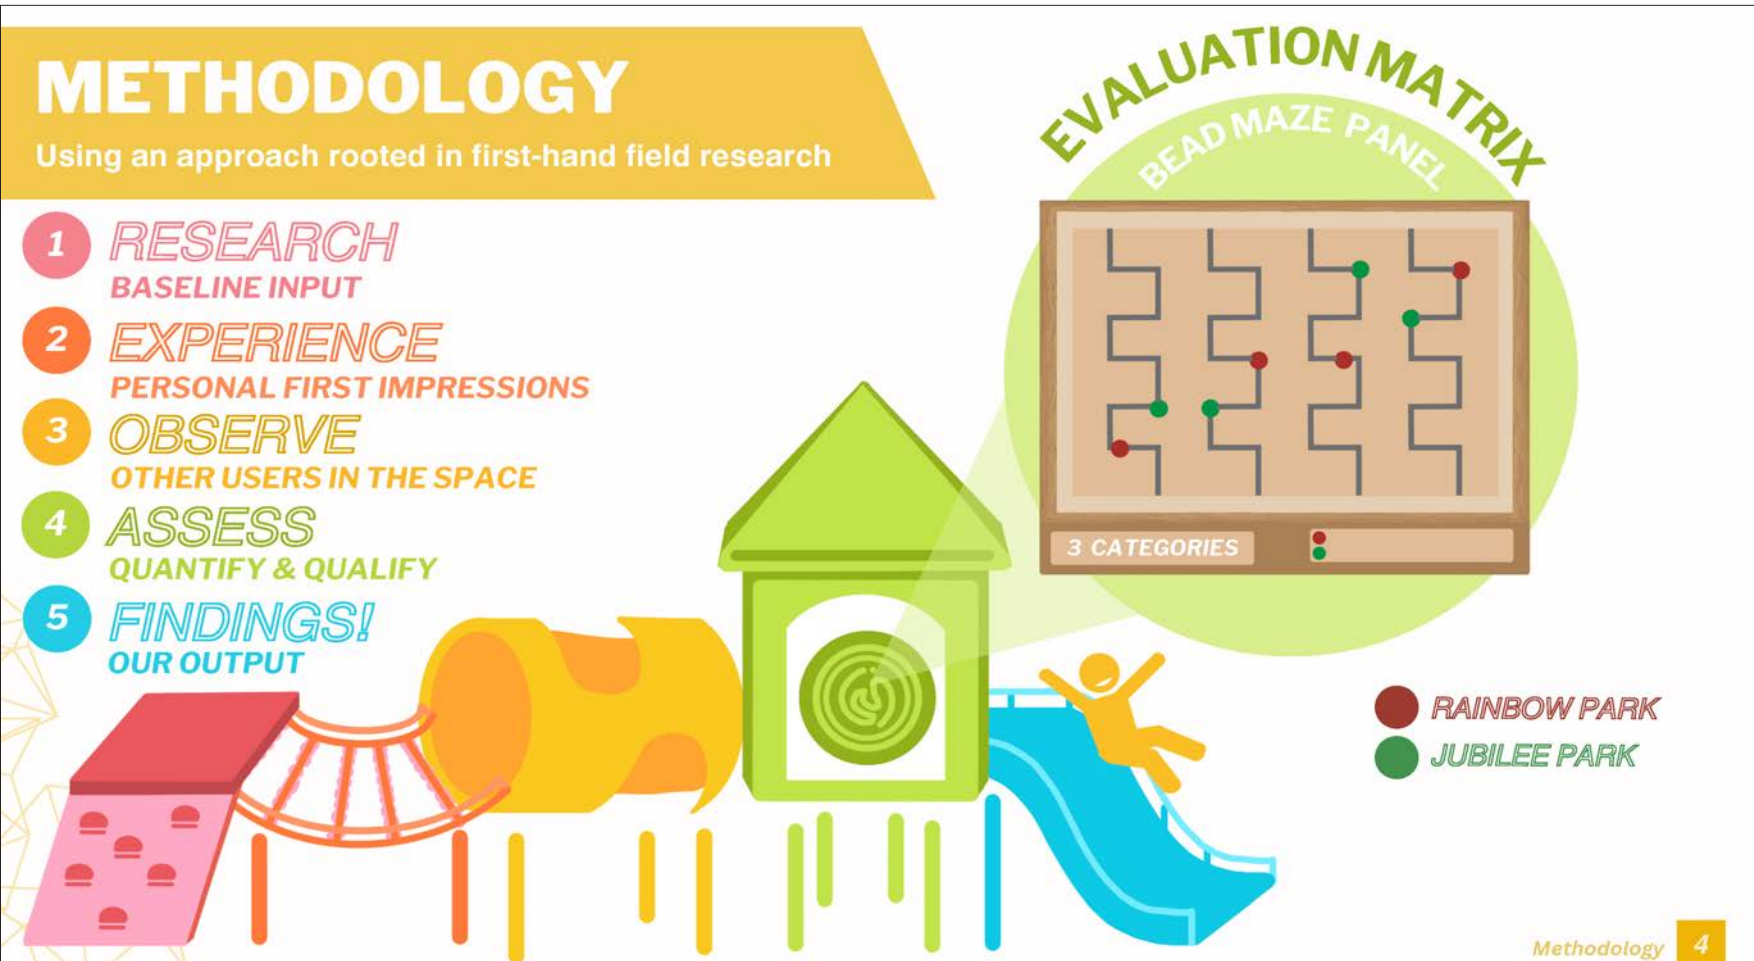 METHODOLOGY
Using an approach rooted in first-hand field research
1 RESEARCH
BASELINE INPUT
2 EXPERIENCE
PERSONAL FIRST IMPRESSIONS
3 OBSERVE
OTHER USERS IN THE SPACE
4 ASSESS
QUANTIFY & QUALIFY
5 FINDINGS!
OUR OUTPUT
EVALUATION MATRIX
BEAD MAZE PANEL
3 CATEGORIES
RAINBOW PARK
JUBILEE PARK
Methodology 4